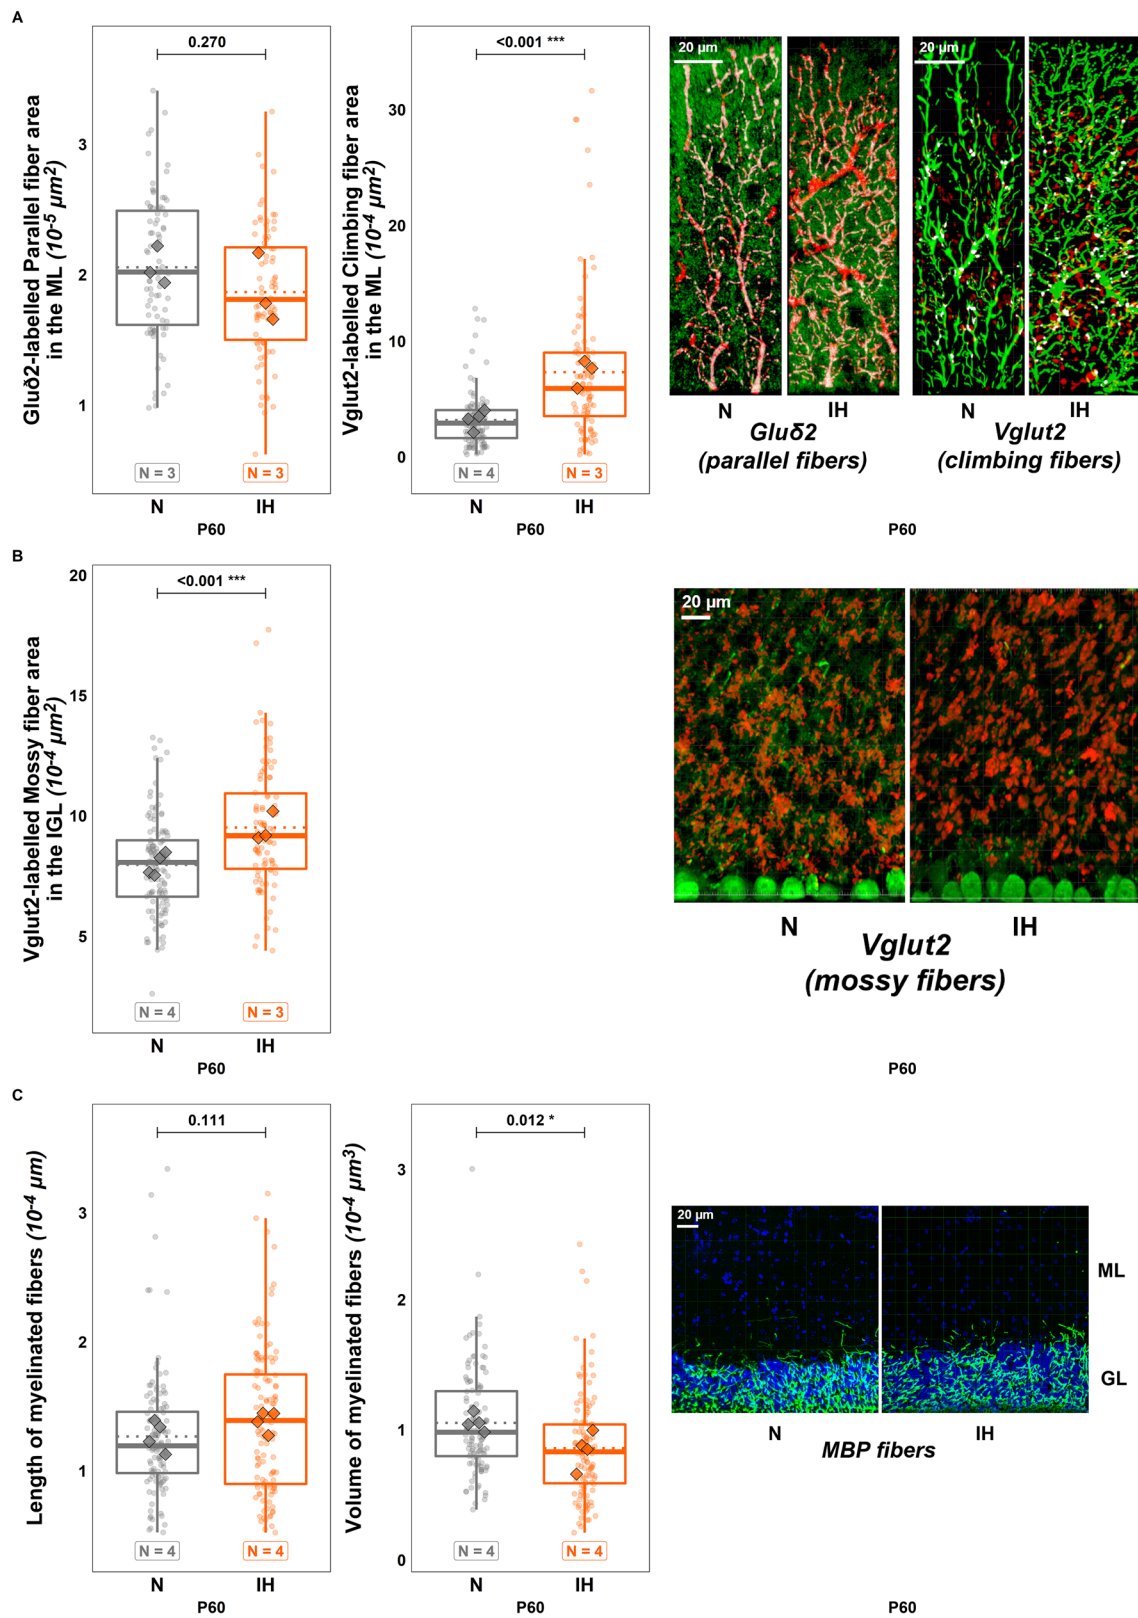 A
Gluδ2-labelled Parallel fiber area
in the ML (10⁻⁵ µm²)
3
2
1
0.270
N = 3
N = 3
N
IH
P60
Vglut2-labelled Climbing fiber area
in the ML (10⁻⁴ µm²)
30
20
10
0
<0.001 ***
N = 4
N = 3
N
IH
P60
20 µm
20 µm
N
IH
N
IH
Gluδ2
(parallel fibers)
Vglut2
(climbing fibers)
P60
B
Vglut2-labelled Mossy fiber area
in the IGL (10⁻⁴ µm²)
20
15
10
5
<0.001 ***
N = 4
N = 3
N
IH
P60
20 µm
N
IH
Vglut2
(mossy fibers)
P60
C
Length of myelinated fibers (10⁻⁴ µm)
3
2
1
0.111
N = 4
N = 4
N
IH
P60
Volume of myelinated fibers (10⁻⁴ µm³)
3
2
1
0
0.012 *
N = 4
N = 4
N
IH
P60
20 µm
ML
GL
N
IH
MBP fibers
P60